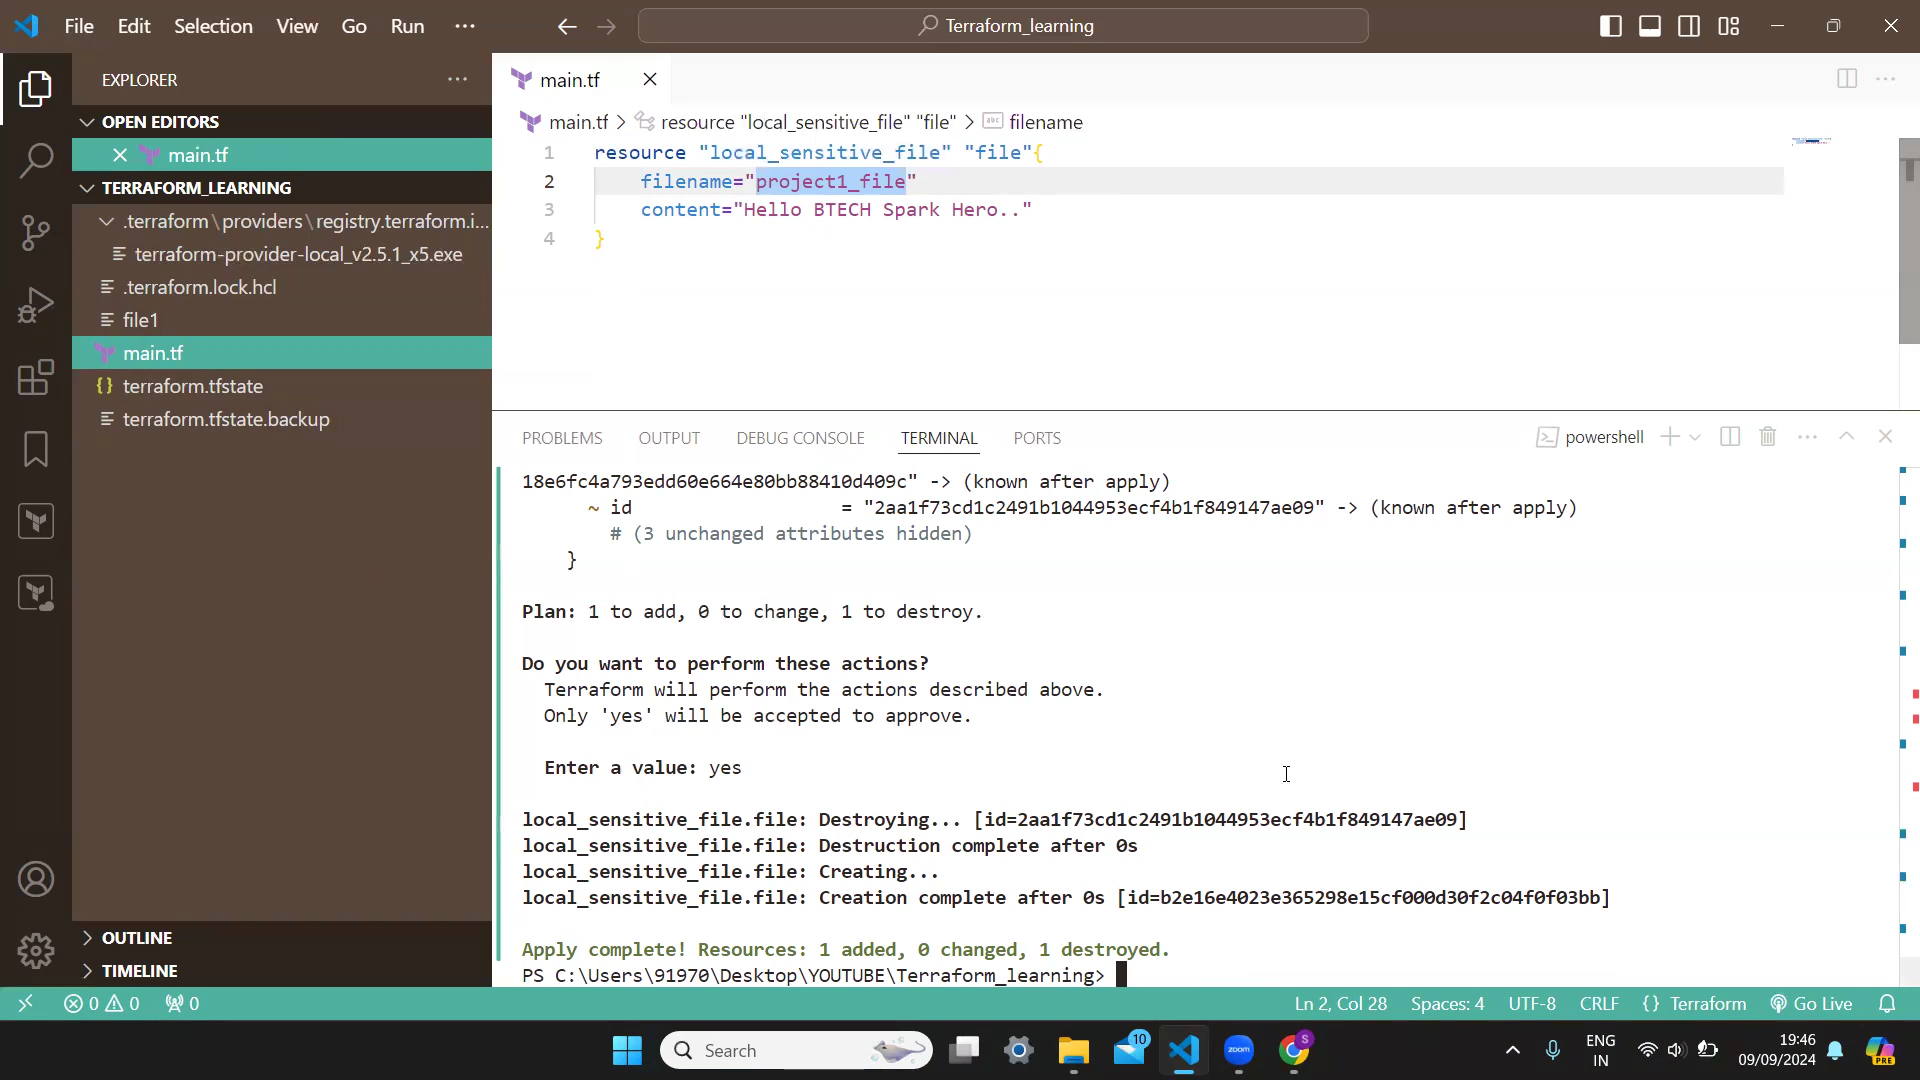 File Edit Selection View Go Run ···
Terraform_learning
EXPLORER
OPEN EDITORS
main.tf
TERRAFORM_LEARNING
.terraform\providers\registry.terraform.i...
terraform-provider-local_v2.5.1_x5.exe
.terraform.lock.hcl
file1
main.tf
{} terraform.tfstate
terraform.tfstate.backup
OUTLINE
TIMELINE
main.tf
main.tf > resource "local_sensitive_file" "file" > abc filename
1 resource "local_sensitive_file" "file"{
2 filename="project1_file"
3 content="Hello BTECH Spark Hero.."
4 }
PROBLEMS OUTPUT DEBUG CONSOLE TERMINAL PORTS
powershell
18e6fc4a793edd60e664e80bb88410d409c" -> (known after apply)
~ id = "2aa1f73cd1c2491b1044953ecf4b1f849147ae09" -> (known after apply)
# (3 unchanged attributes hidden)
}
Plan: 1 to add, 0 to change, 1 to destroy.
Do you want to perform these actions?
Terraform will perform the actions described above.
Only 'yes' will be accepted to approve.
Enter a value: yes
local_sensitive_file.file: Destroying... [id=2aa1f73cd1c2491b1044953ecf4b1f849147ae09]
local_sensitive_file.file: Destruction complete after 0s
local_sensitive_file.file: Creating...
local_sensitive_file.file: Creation complete after 0s [id=b2e16e4023e365298e15cf000d30f2c04f0f03bb]
Apply complete! Resources: 1 added, 0 changed, 1 destroyed.
PS C:\Users\91970\Desktop\YOUTUBE\Terraform_learning>
0 0 0
Ln 2, Col 28 Spaces: 4 UTF-8 CRLF {} Terraform Go Live
Search
10
zoom
S
ENG
IN
19:46
09/09/2024
PRE